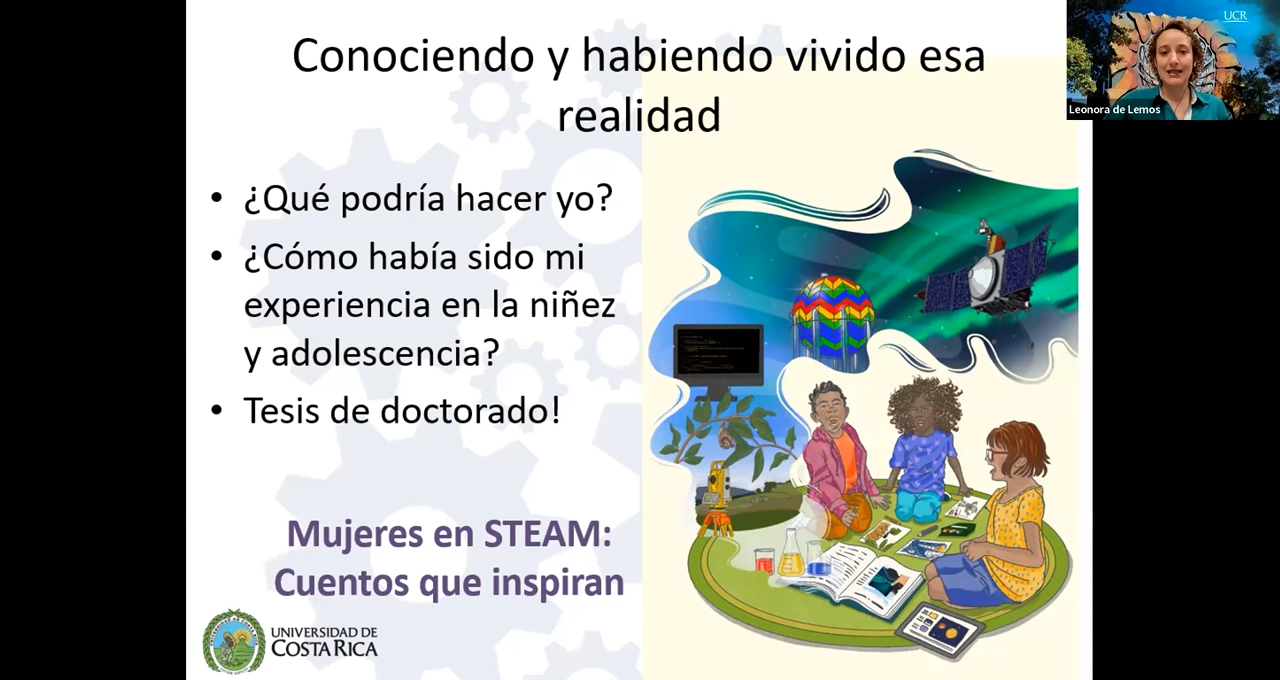 Conociendo y habiendo vivido esa
realidad
• ¿Qué podría hacer yo?
• ¿Cómo había sido mi
experiencia en la niñez
y adolescencia?
• Tesis de doctorado!
Mujeres en STEAM:
Cuentos que inspiran
UNIVERSIDAD DE
COSTA RICA
UCR
Leonora de Lemos